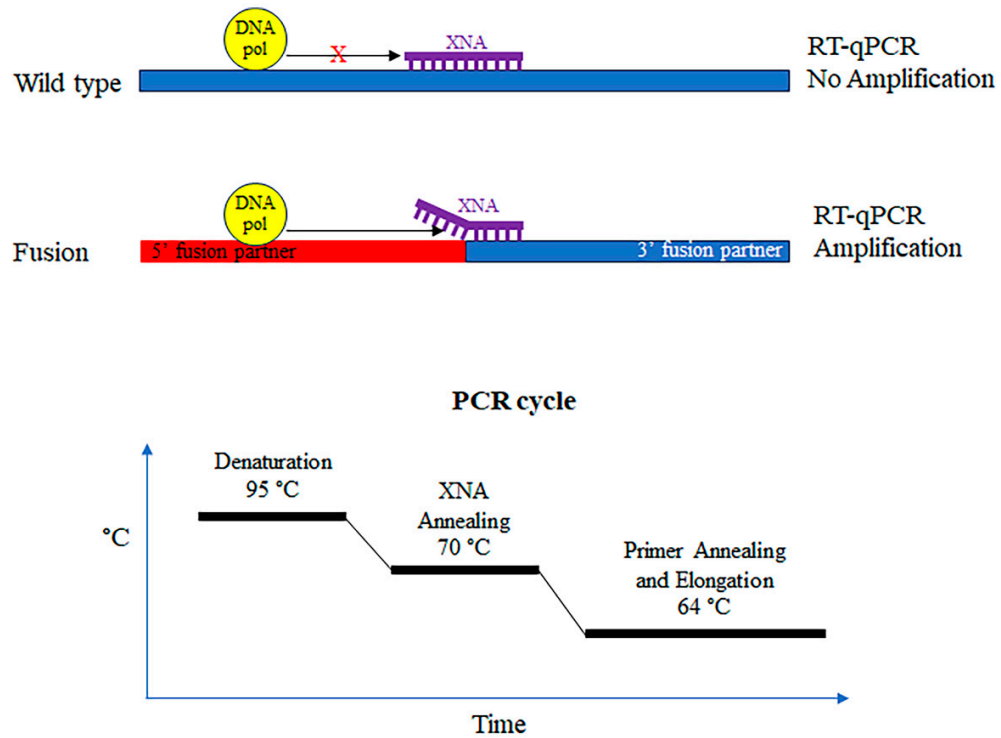 DNA
pol
X
XNA
Wild type
RT-qPCR
No Amplification
DNA
pol
XNA
Fusion
5' fusion partner
3' fusion partner
RT-qPCR
Amplification
PCR cycle
Denaturation
95 °C
XNA
Annealing
70 °C
Primer Annealing
and Elongation
64 °C
°C
Time